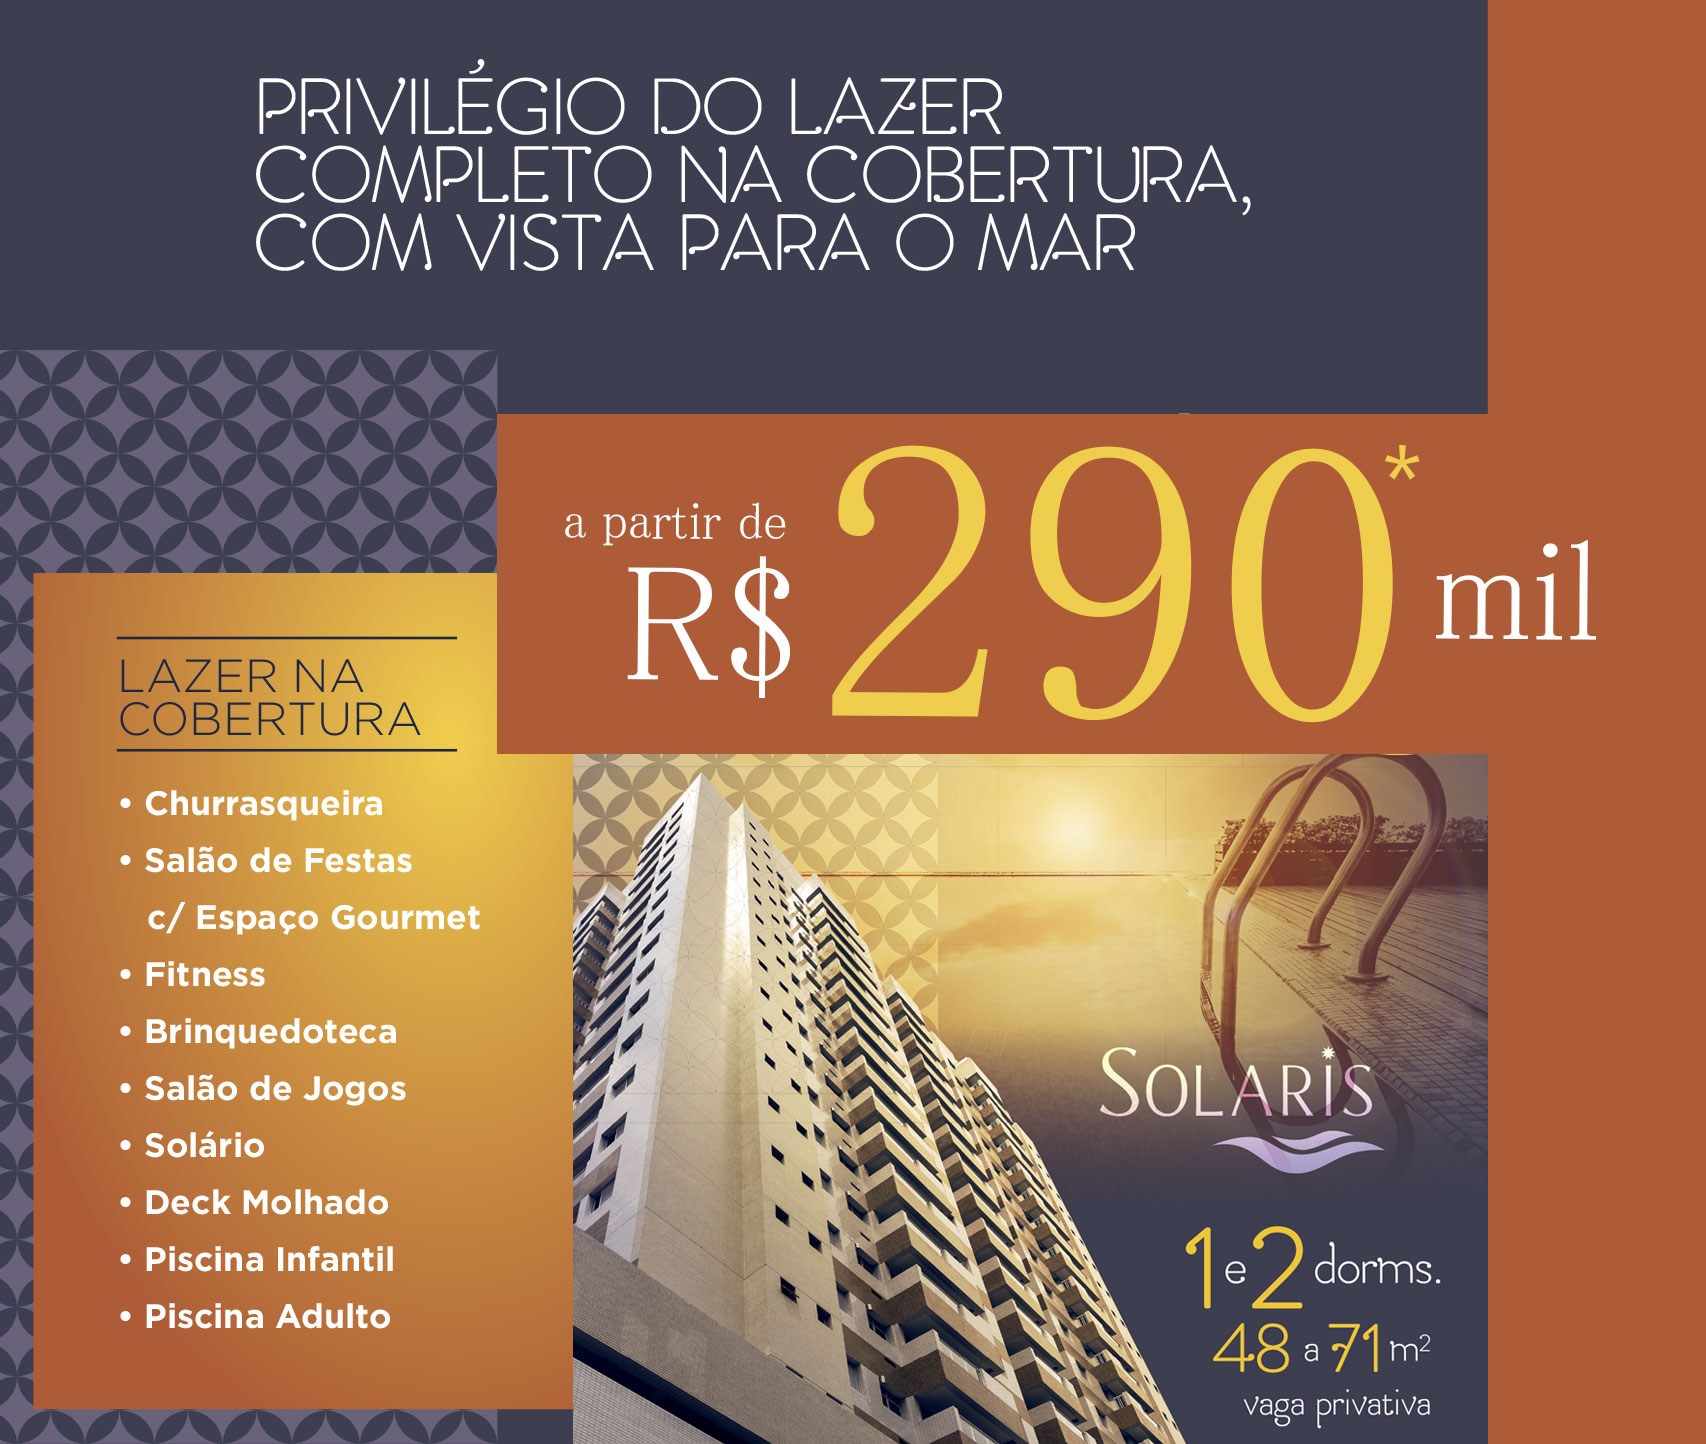 PRIVILÉGIO DO LAZER
COMPLETO NA COBERTURA,
COM VISTA PARA O MAR
a partir de
R$ 290* mil
LAZER NA
COBERTURA
• Churrasqueira
• Salão de Festas
c/ Espaço Gourmet
• Fitness
• Brinquedoteca
• Salão de Jogos
• Solário
• Deck Molhado
• Piscina Infantil
• Piscina Adulto
SOLARIS
1 e 2 dorms.
48 a 71 m²
vaga privativa